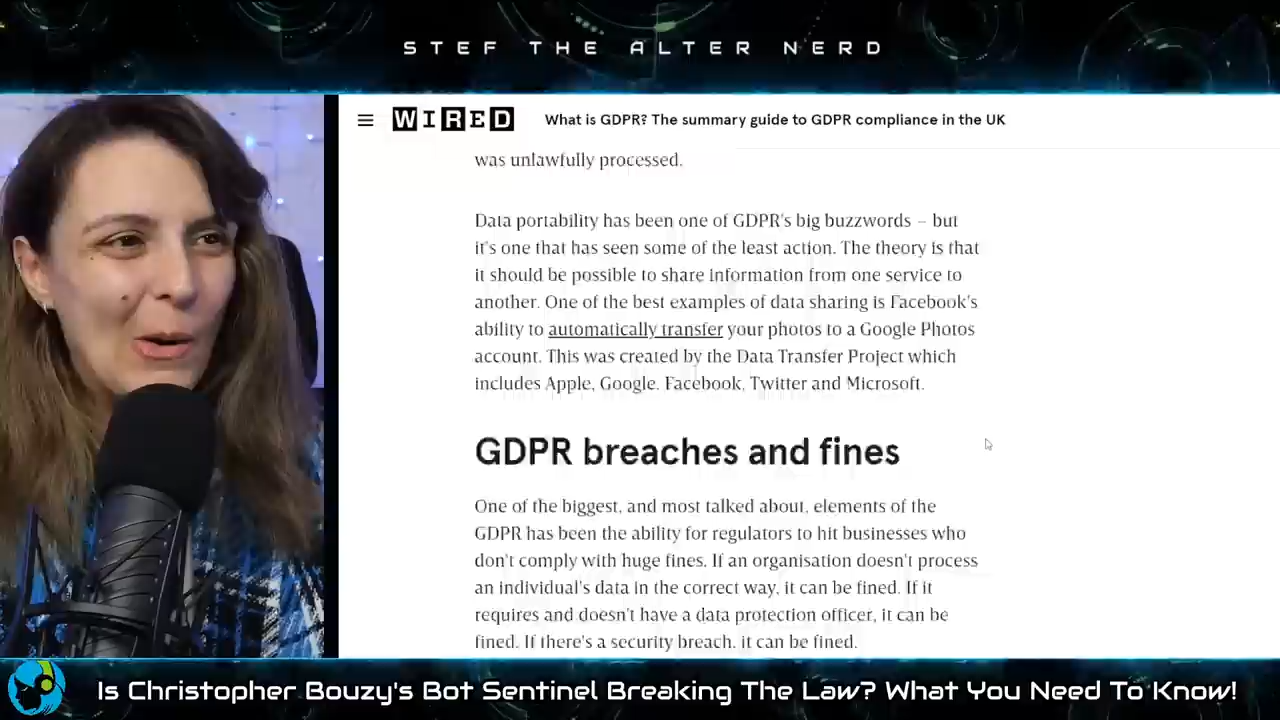 STEF THE ALTER NERD
WIRED
What is GDPR? The summary guide to GDPR compliance in the UK
was unlawfully processed.
Data portability has been one of GDPR's big buzzwords – but
it's one that has seen some of the least action. The theory is that
it should be possible to share information from one service to
another. One of the best examples of data sharing is Facebook's
ability to automatically transfer your photos to a Google Photos
account. This was created by the Data Transfer Project which
includes Apple, Google, Facebook, Twitter and Microsoft.
GDPR breaches and fines
One of the biggest, and most talked about, elements of the
GDPR has been the ability for regulators to hit businesses who
don't comply with huge fines. If an organisation doesn't process
an individual's data in the correct way, it can be fined. If it
requires and doesn't have a data protection officer, it can be
fined. If there's a security breach, it can be fined.
Is Christopher Bouzy's Bot Sentinel Breaking The Law? What You Need To Know!